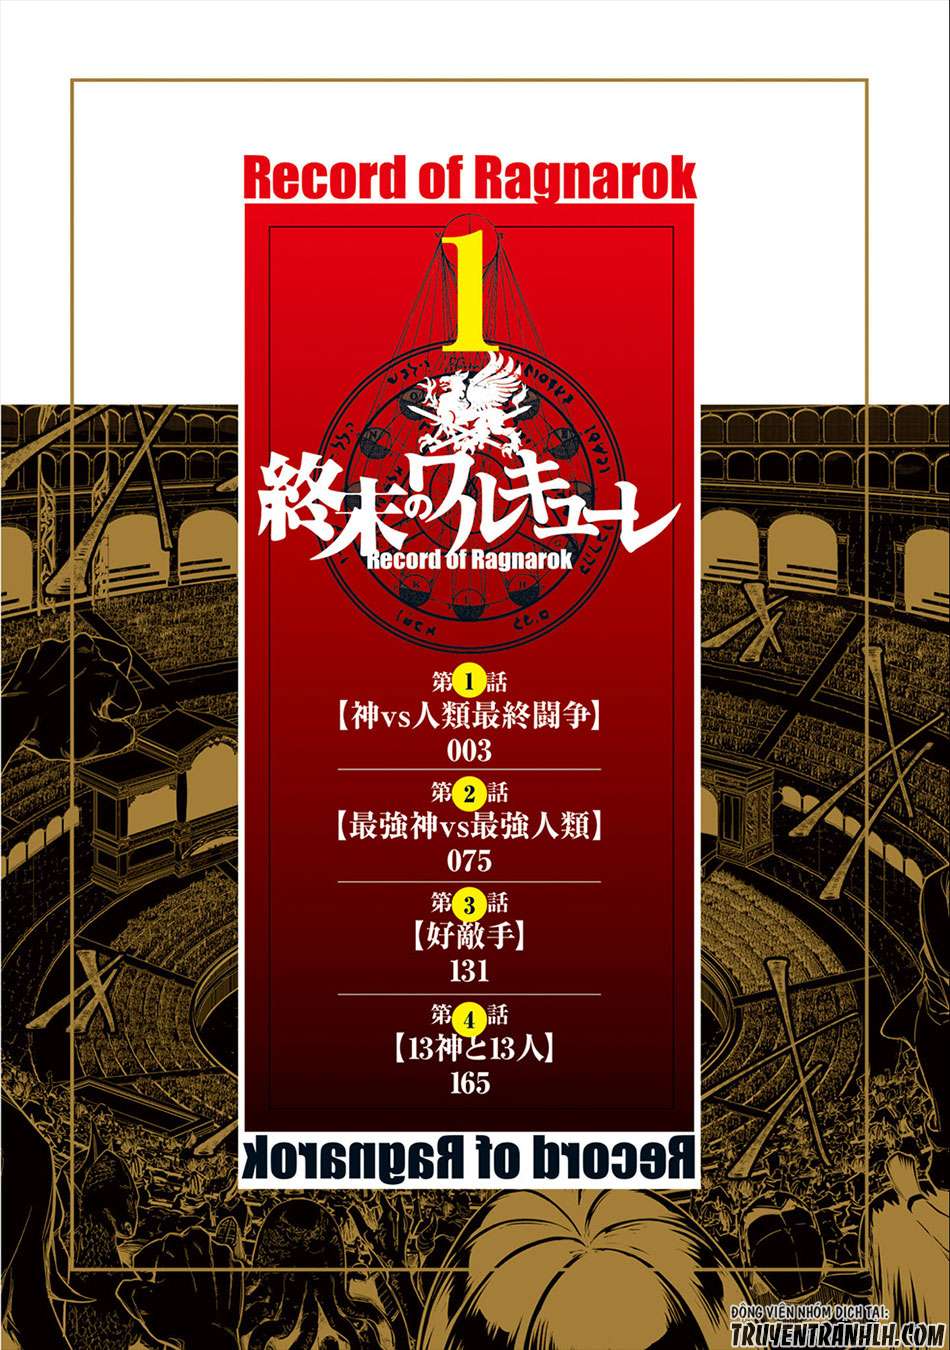 Record of Ragnarok
1
終末のワルキューレ
Record of Ragnarok
第1話
【神vs人類最終闘争】
003
第2話
【最強神vs最強人類】
075
第3話
【好敵手】
131
第4話
【13神と13人】
165
Record of Ragnarok
ĐỘNG VIÊN NHÓM DỊCH TẠI:
TRUYENTRANHLH.COM